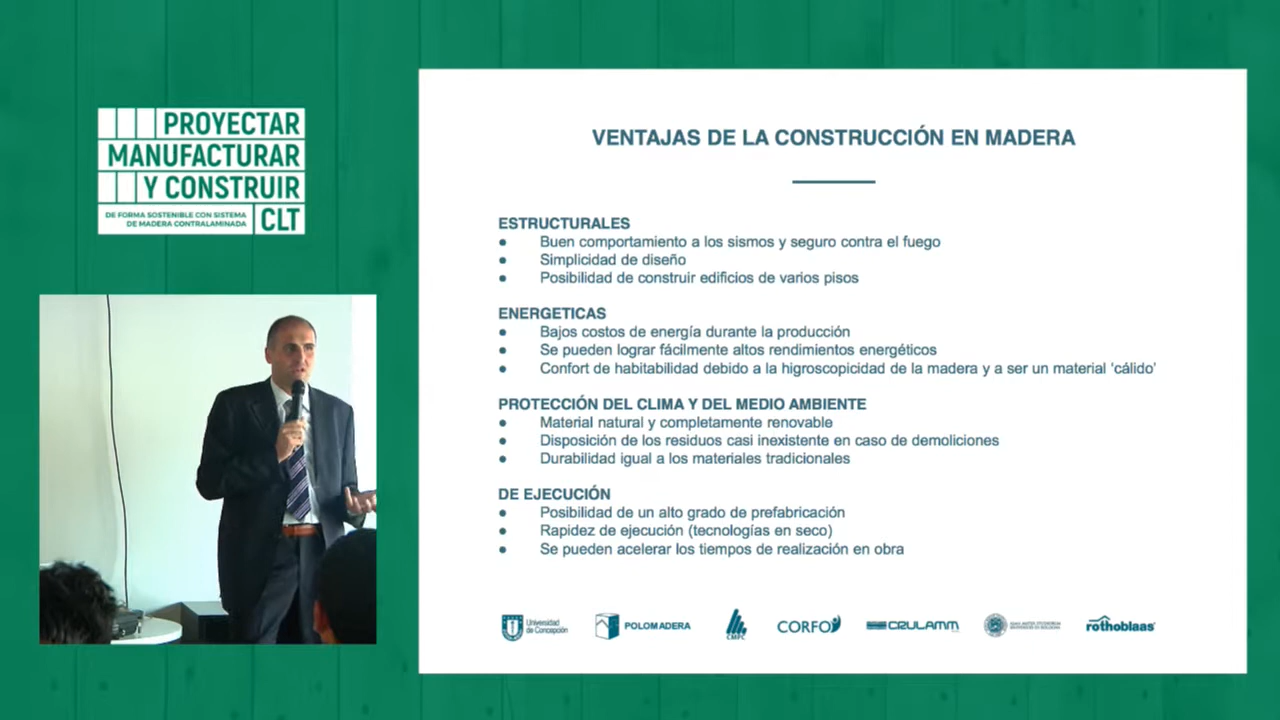 PROYECTAR
MANUFACTURAR
Y CONSTRUIR
DE FORMA SOSTENIBLE CON SISTEMA
DE MADERA CONTRALAMINADA
CLT
VENTAJAS DE LA CONSTRUCCIÓN EN MADERA
ESTRUCTURALES
● Buen comportamiento a los sismos y seguro contra el fuego
● Simplicidad de diseño
● Posibilidad de construir edificios de varios pisos
ENERGETICAS
● Bajos costos de energía durante la producción
● Se pueden lograr fácilmente altos rendimientos energéticos
● Confort de habitabilidad debido a la higroscopicidad de la madera y a ser un material ‘cálido’
PROTECCIÓN DEL CLIMA Y DEL MEDIO AMBIENTE
● Material natural y completamente renovable
● Disposición de los residuos casi inexistente en caso de demoliciones
● Durabilidad igual a los materiales tradicionales
DE EJECUCIÓN
● Posibilidad de un alto grado de prefabricación
● Rapidez de ejecución (tecnologías en seco)
● Se pueden acelerar los tiempos de realización en obra
Universidad
de Concepción
POLOMADERA
CMPC
CORFO
CRULAMM
rothoblaas